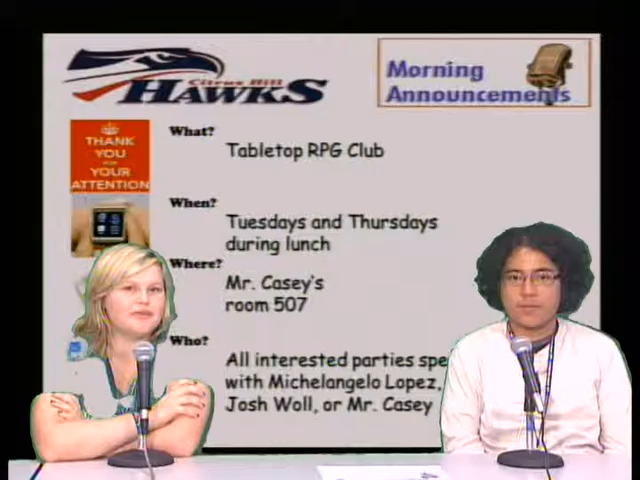 Citrus Hill
HAWKS
Morning
Announcements
THANK
YOU
YOUR
ATTENTION
What?
Tabletop RPG Club
When?
Tuesdays and Thursdays
during lunch
Where?
Mr. Casey's
room 507
Who?
All interested parties spe
with Michelangelo Lopez,
Josh Woll, or Mr. Casey